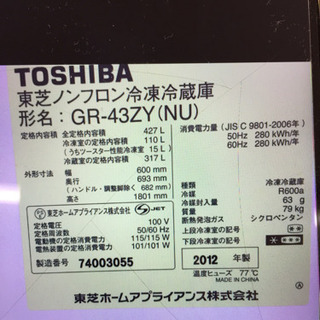 TOSHIBA
東芝ノンフロン冷凍冷蔵庫
形名：GR-43ZY(NU)
定格内容積 全定格内容積 427 L
冷凍室の定格内容積 110 L
(うちツースター性能冷凍室 15 L)
冷蔵室の定格内容積 317 L
外形寸法 幅 600 mm
奥行 693 mm
(ハンドル・調整脚除く 682 mm)
高さ 1801 mm
東芝ホームアプライアンス株式会社
JET
定格電圧 100 V
定格周波数 50/60 Hz
電動機の定格消費電力 115/115 W
電熱装置の定格消費電力 101/101 W
製造番号 74003055
消費電力量 (JIS C 9801-2006年)
50Hz 280 kWh/年
60Hz 280 kWh/年
種類 冷凍冷蔵庫
冷媒 R600a
冷媒封入量 63 g
質量 79 kg
断熱発泡ガス シクロペンタン
上段冷凍室の記号
下段冷凍室の記号
2012 年製
温度ヒューズ 77℃
MADE IN CHINA
東芝ホームアプライアンス株式会社